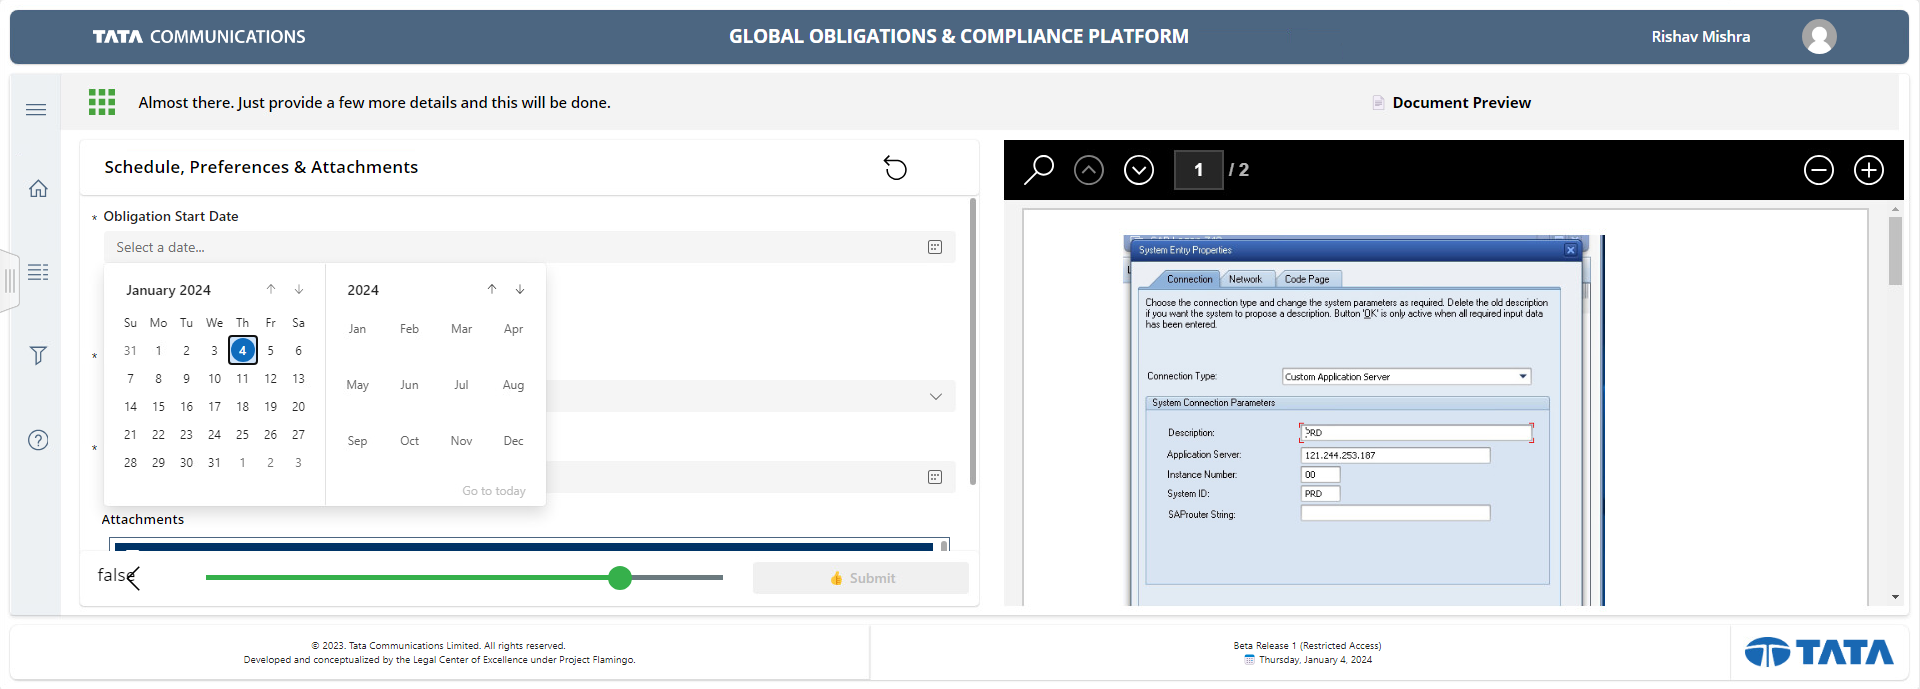 TATA COMMUNICATIONS
GLOBAL OBLIGATIONS & COMPLIANCE PLATFORM
Rishav Mishra
Almost there. Just provide a few more details and this will be done.
Document Preview
Schedule, Preferences & Attachments
* Obligation Start Date
Select a date...
January 2024
Su Mo Tu We Th Fr Sa
31 1 2 3 4 5 6
7 8 9 10 11 12 13
14 15 16 17 18 19 20
21 22 23 24 25 26 27
28 29 30 31 1 2 3
2024
Jan Feb Mar Apr
May Jun Jul Aug
Sep Oct Nov Dec
Go to today
*
*
Attachments
false
Submit
1 / 2
System Entry Properties
Connection Network Code Page
Choose the connection type and change the system parameters as required. Delete the old description
if you want the system to propose a description. Button 'OK' is only active when all required input data
has been entered.
Connection Type: Custom Application Server
System Connection Parameters
Description: PRD
Application Server: 121.244.253.187
Instance Number: 00
System ID: PRD
SAProuter String:
© 2023. Tata Communications Limited. All rights reserved.
Developed and conceptualized by the Legal Center of Excellence under Project Flamingo.
Beta Release 1 (Restricted Access)
Thursday, January 4, 2024
TATA